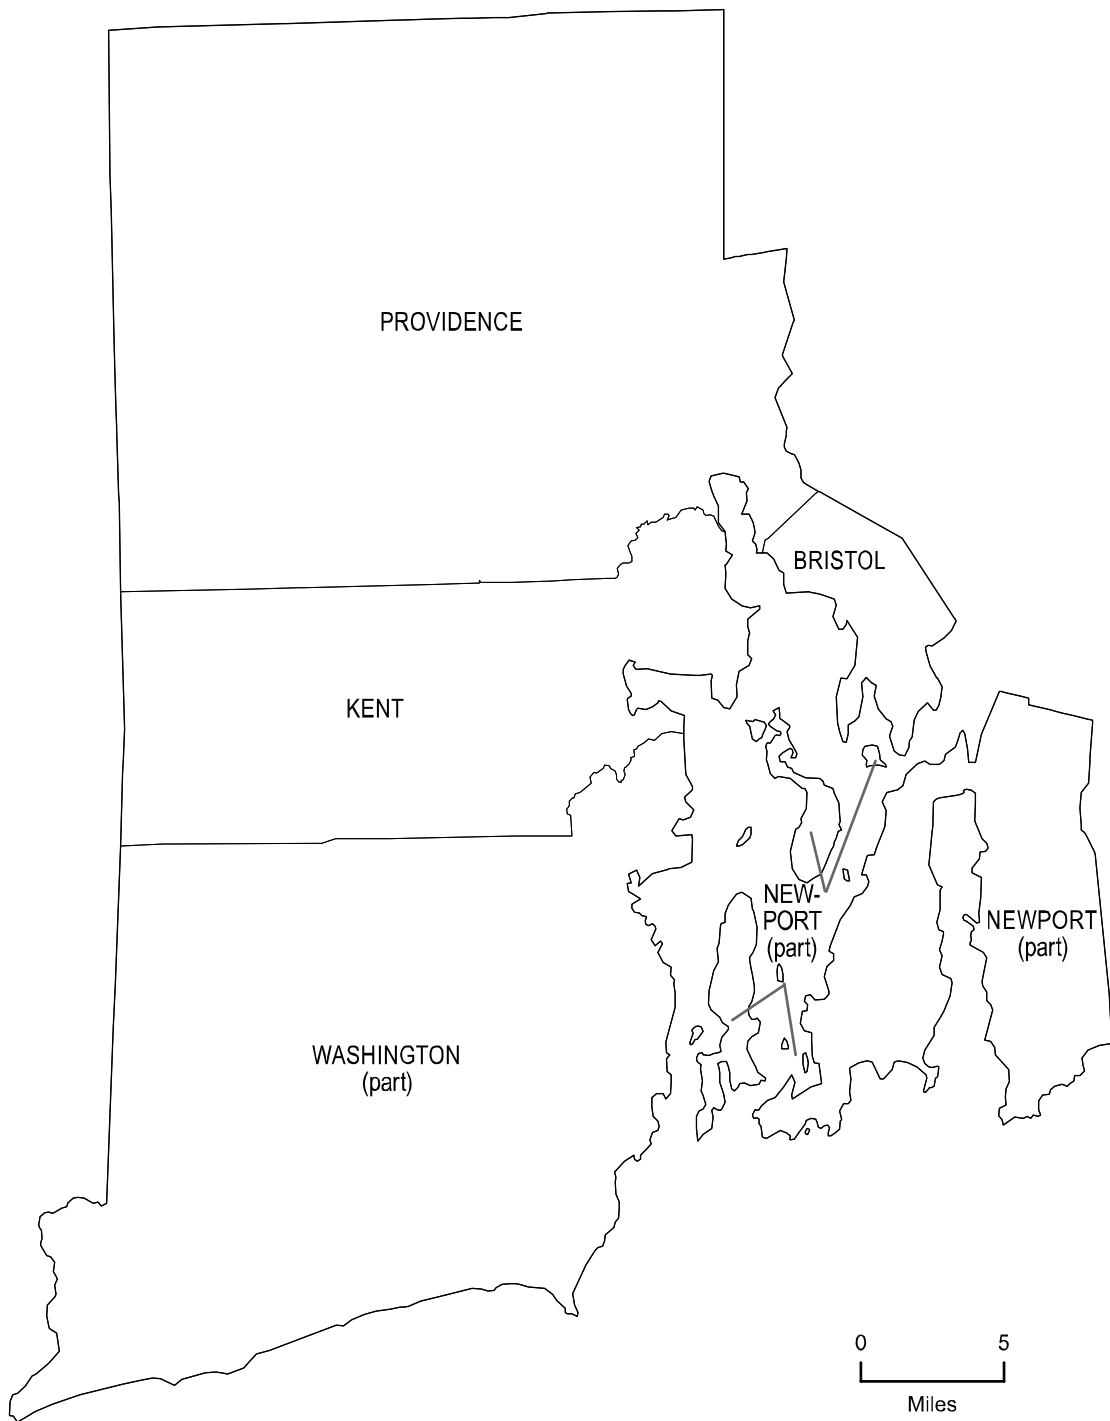 PROVIDENCE
BRISTOL
KENT
NEW-
PORT
(part)
NEWPORT
(part)
WASHINGTON
(part)
0 5
Miles